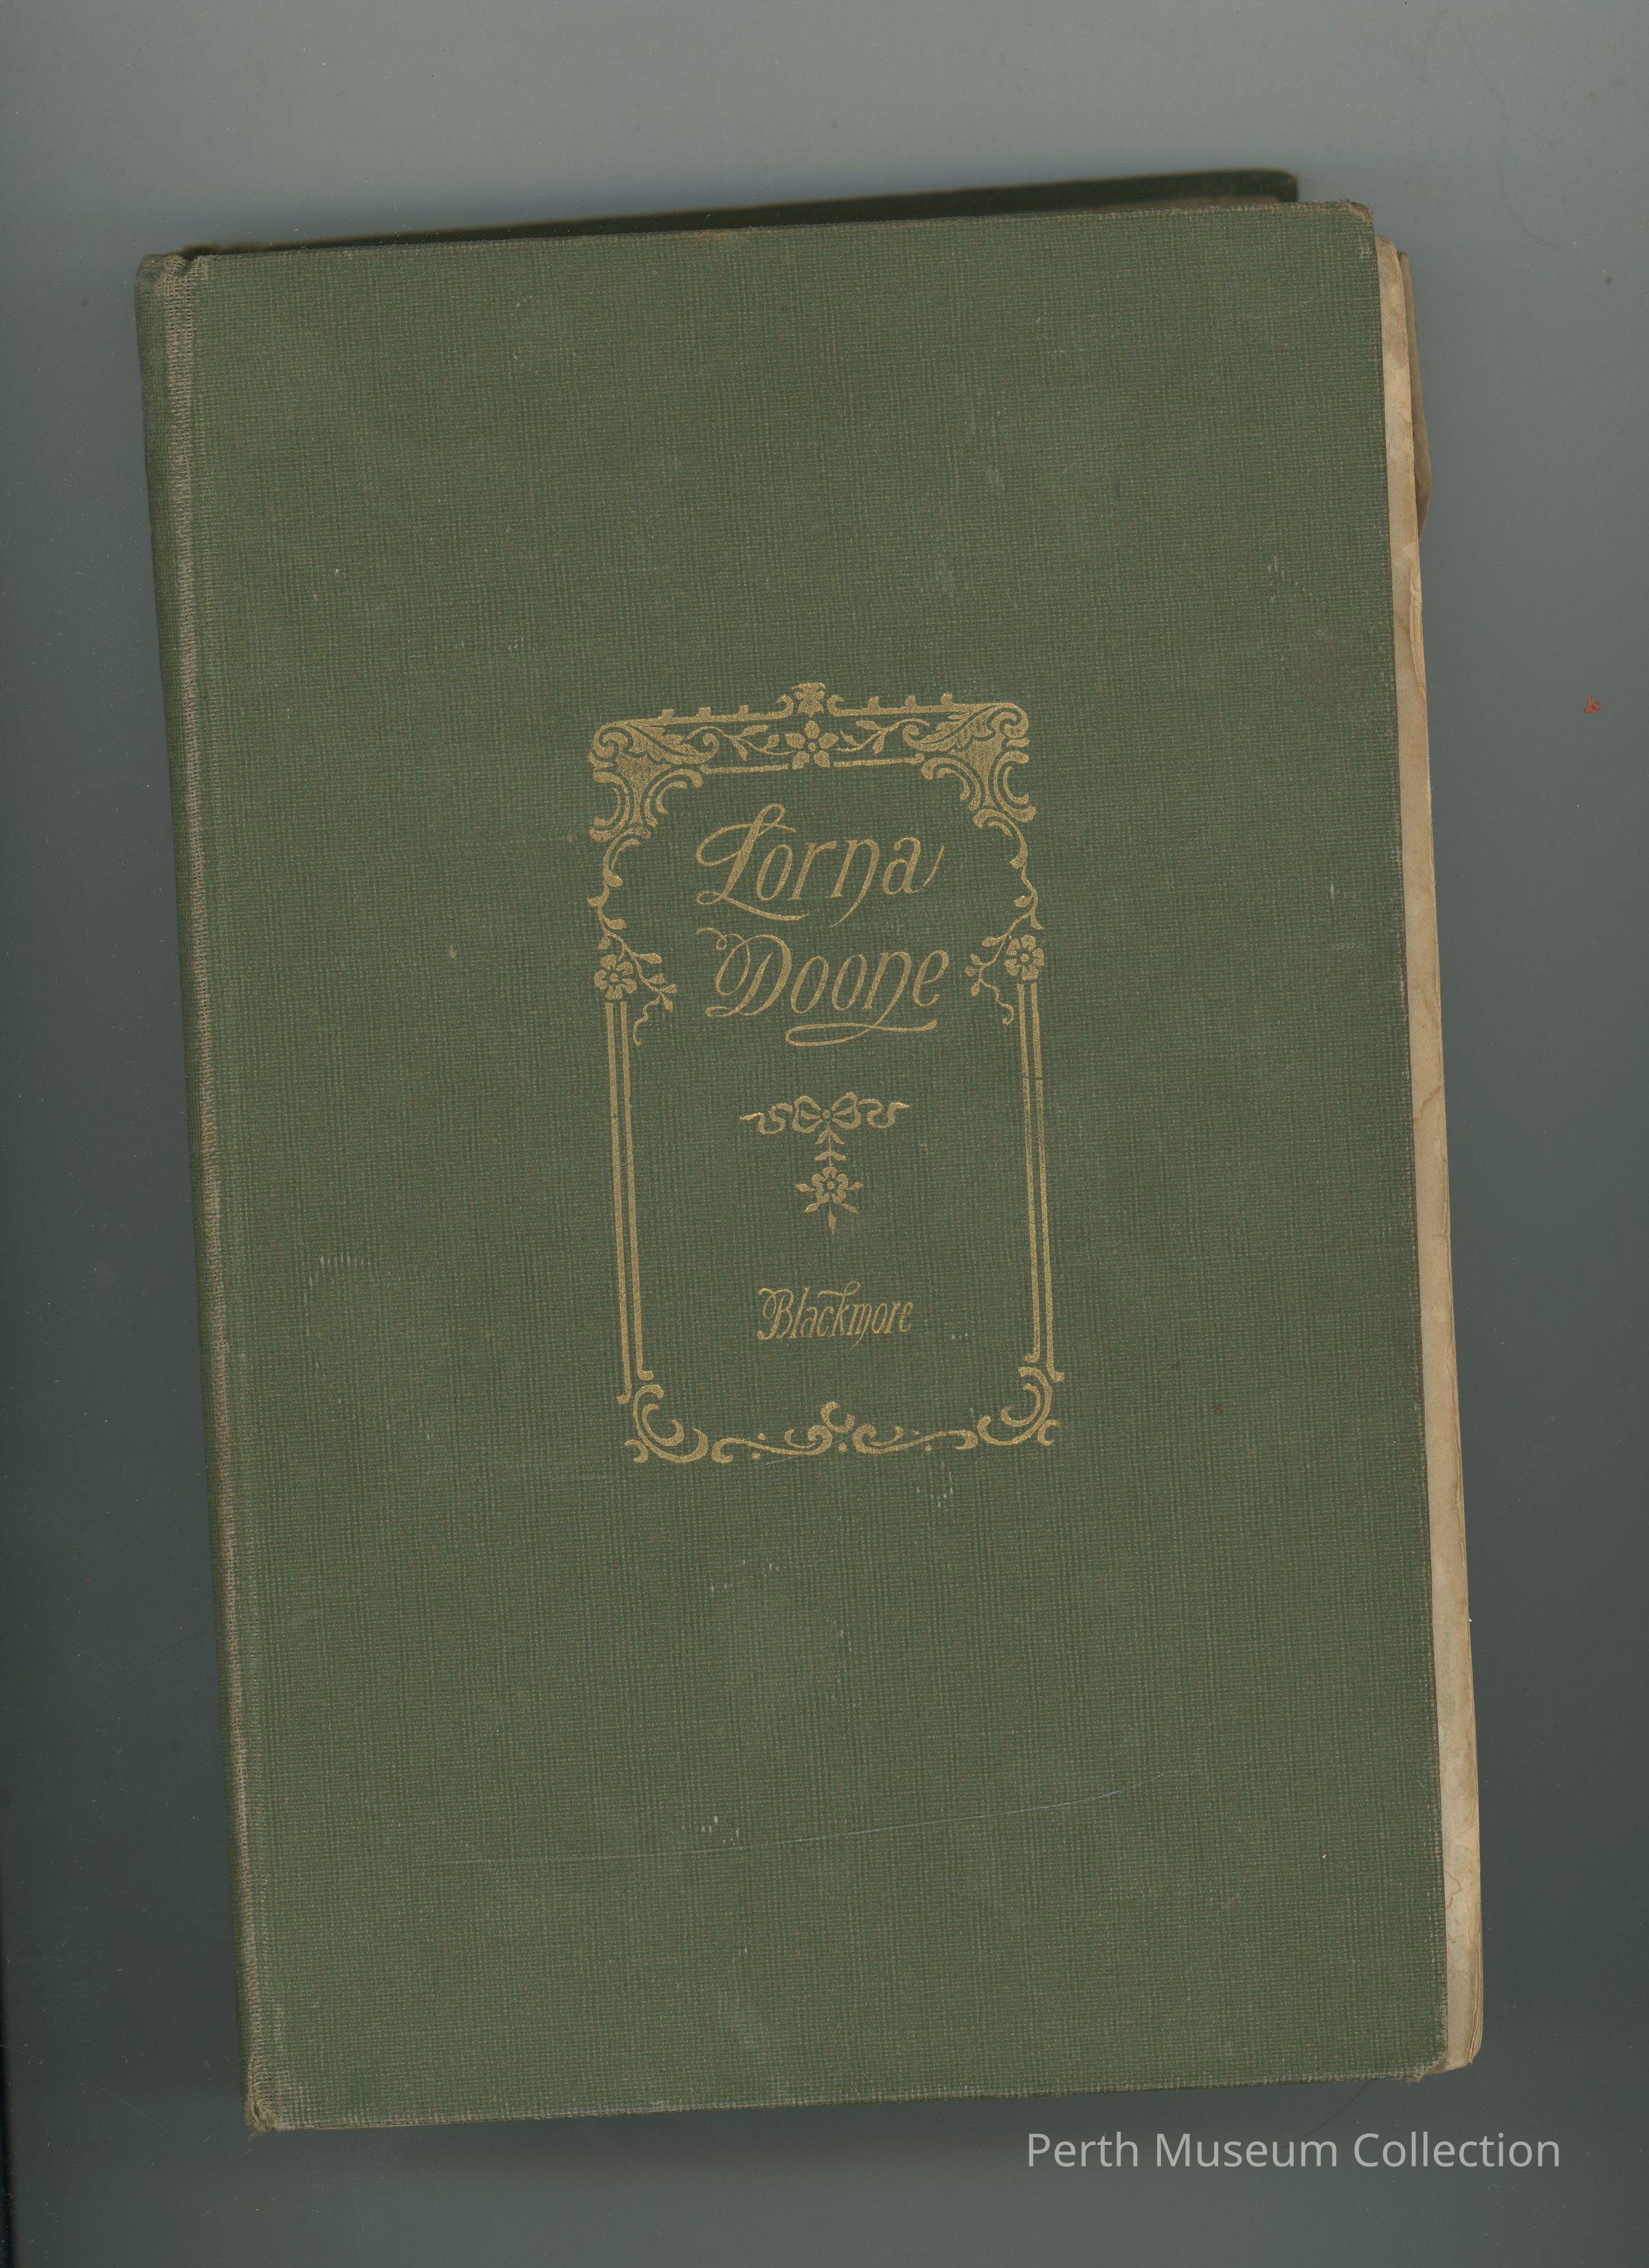 Lorna
Doone
Blackmore
Perth Museum Collection